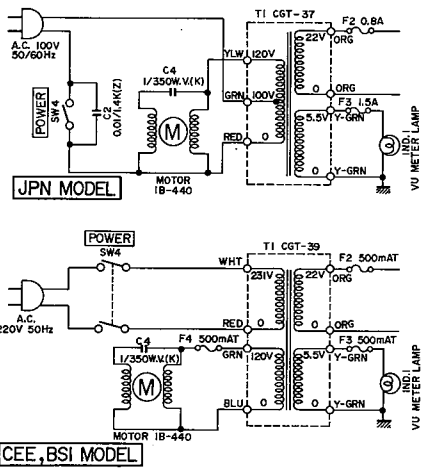 T1 CGT-37
F2 0.8A
A.C. 100V
50/60Hz
YLW 120V
22V
ORG
C4
1/350W.V.(K)
GRN 100V
ORG
POWER
SW4
C2
0.01/1.4K(Z)
M
F3 1.5A
5.5V Y-GRN
RED 0
0
0 Y-GRN
IND.1
VU METER LAMP
MOTOR
IB-440
JPN MODEL
POWER
SW4
T1 CGT-39
F2 500mAT
WHT
231V
22V
ORG
A.C.
220V 50Hz
RED 0
0 ORG
C4
1/350W.V.(K)
F4 500mAT
GRN 120V
F3 500mAT
5.5V Y-GRN
M
BLU 0
0 Y-GRN
IND.1
VU METER LAMP
MOTOR IB-440
CEE,BSI MODEL